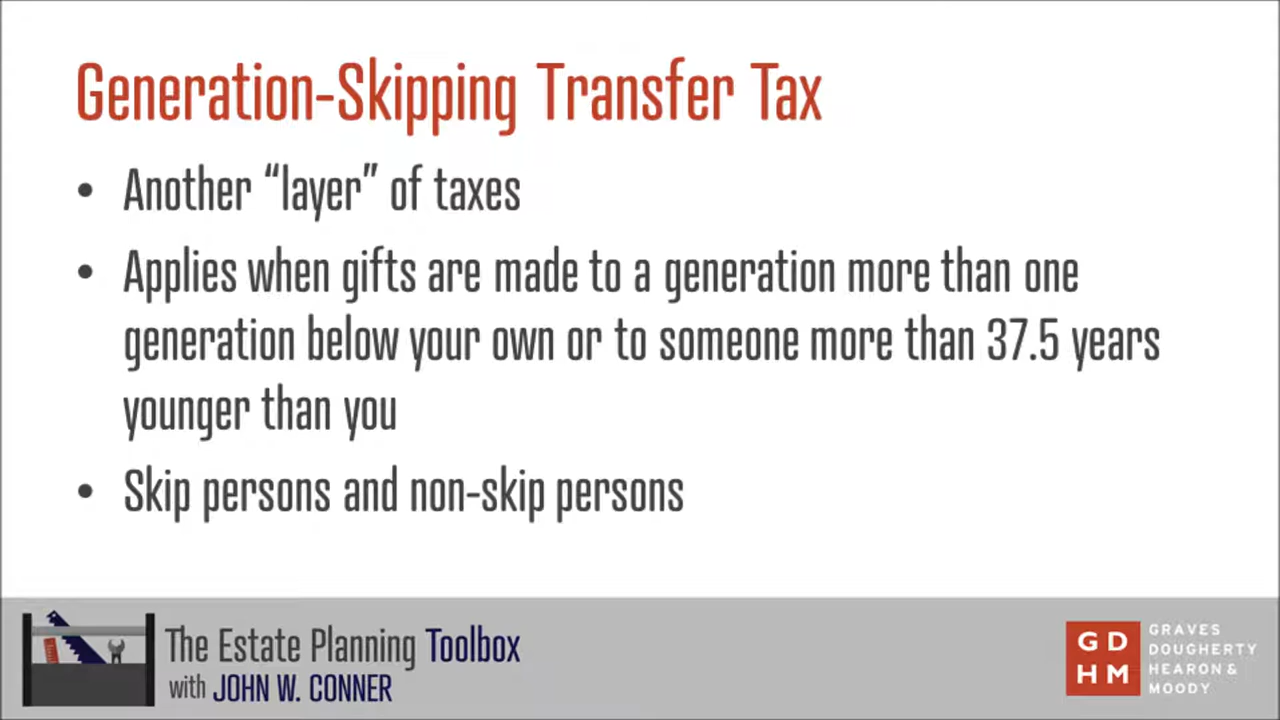 Generation-Skipping Transfer Tax
• Another “layer” of taxes
• Applies when gifts are made to a generation more than one
generation below your own or to someone more than 37.5 years
younger than you
• Skip persons and non-skip persons
The Estate Planning Toolbox
with JOHN W. CONNER
GD
HM
GRAVES
DOUGHERTY
HEARON &
MOODY